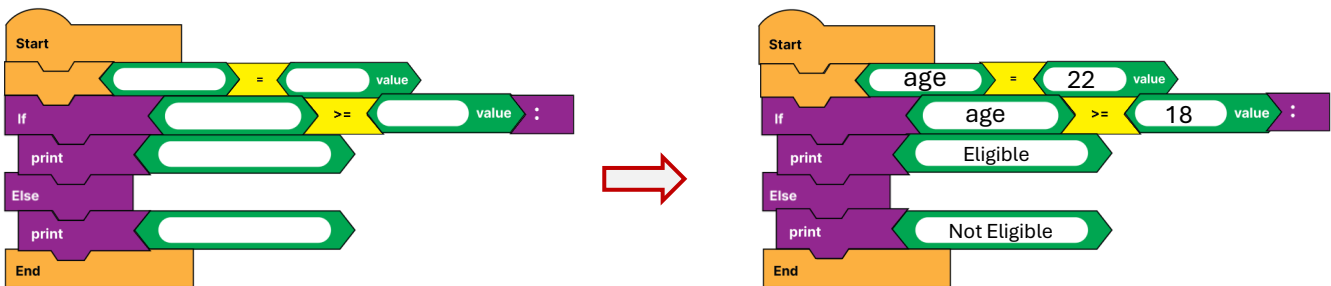 Start
= value
If >= value :
print
Else
print
End
Start
age = 22 value
If age >= 18 value :
print Eligible
Else
print Not Eligible
End